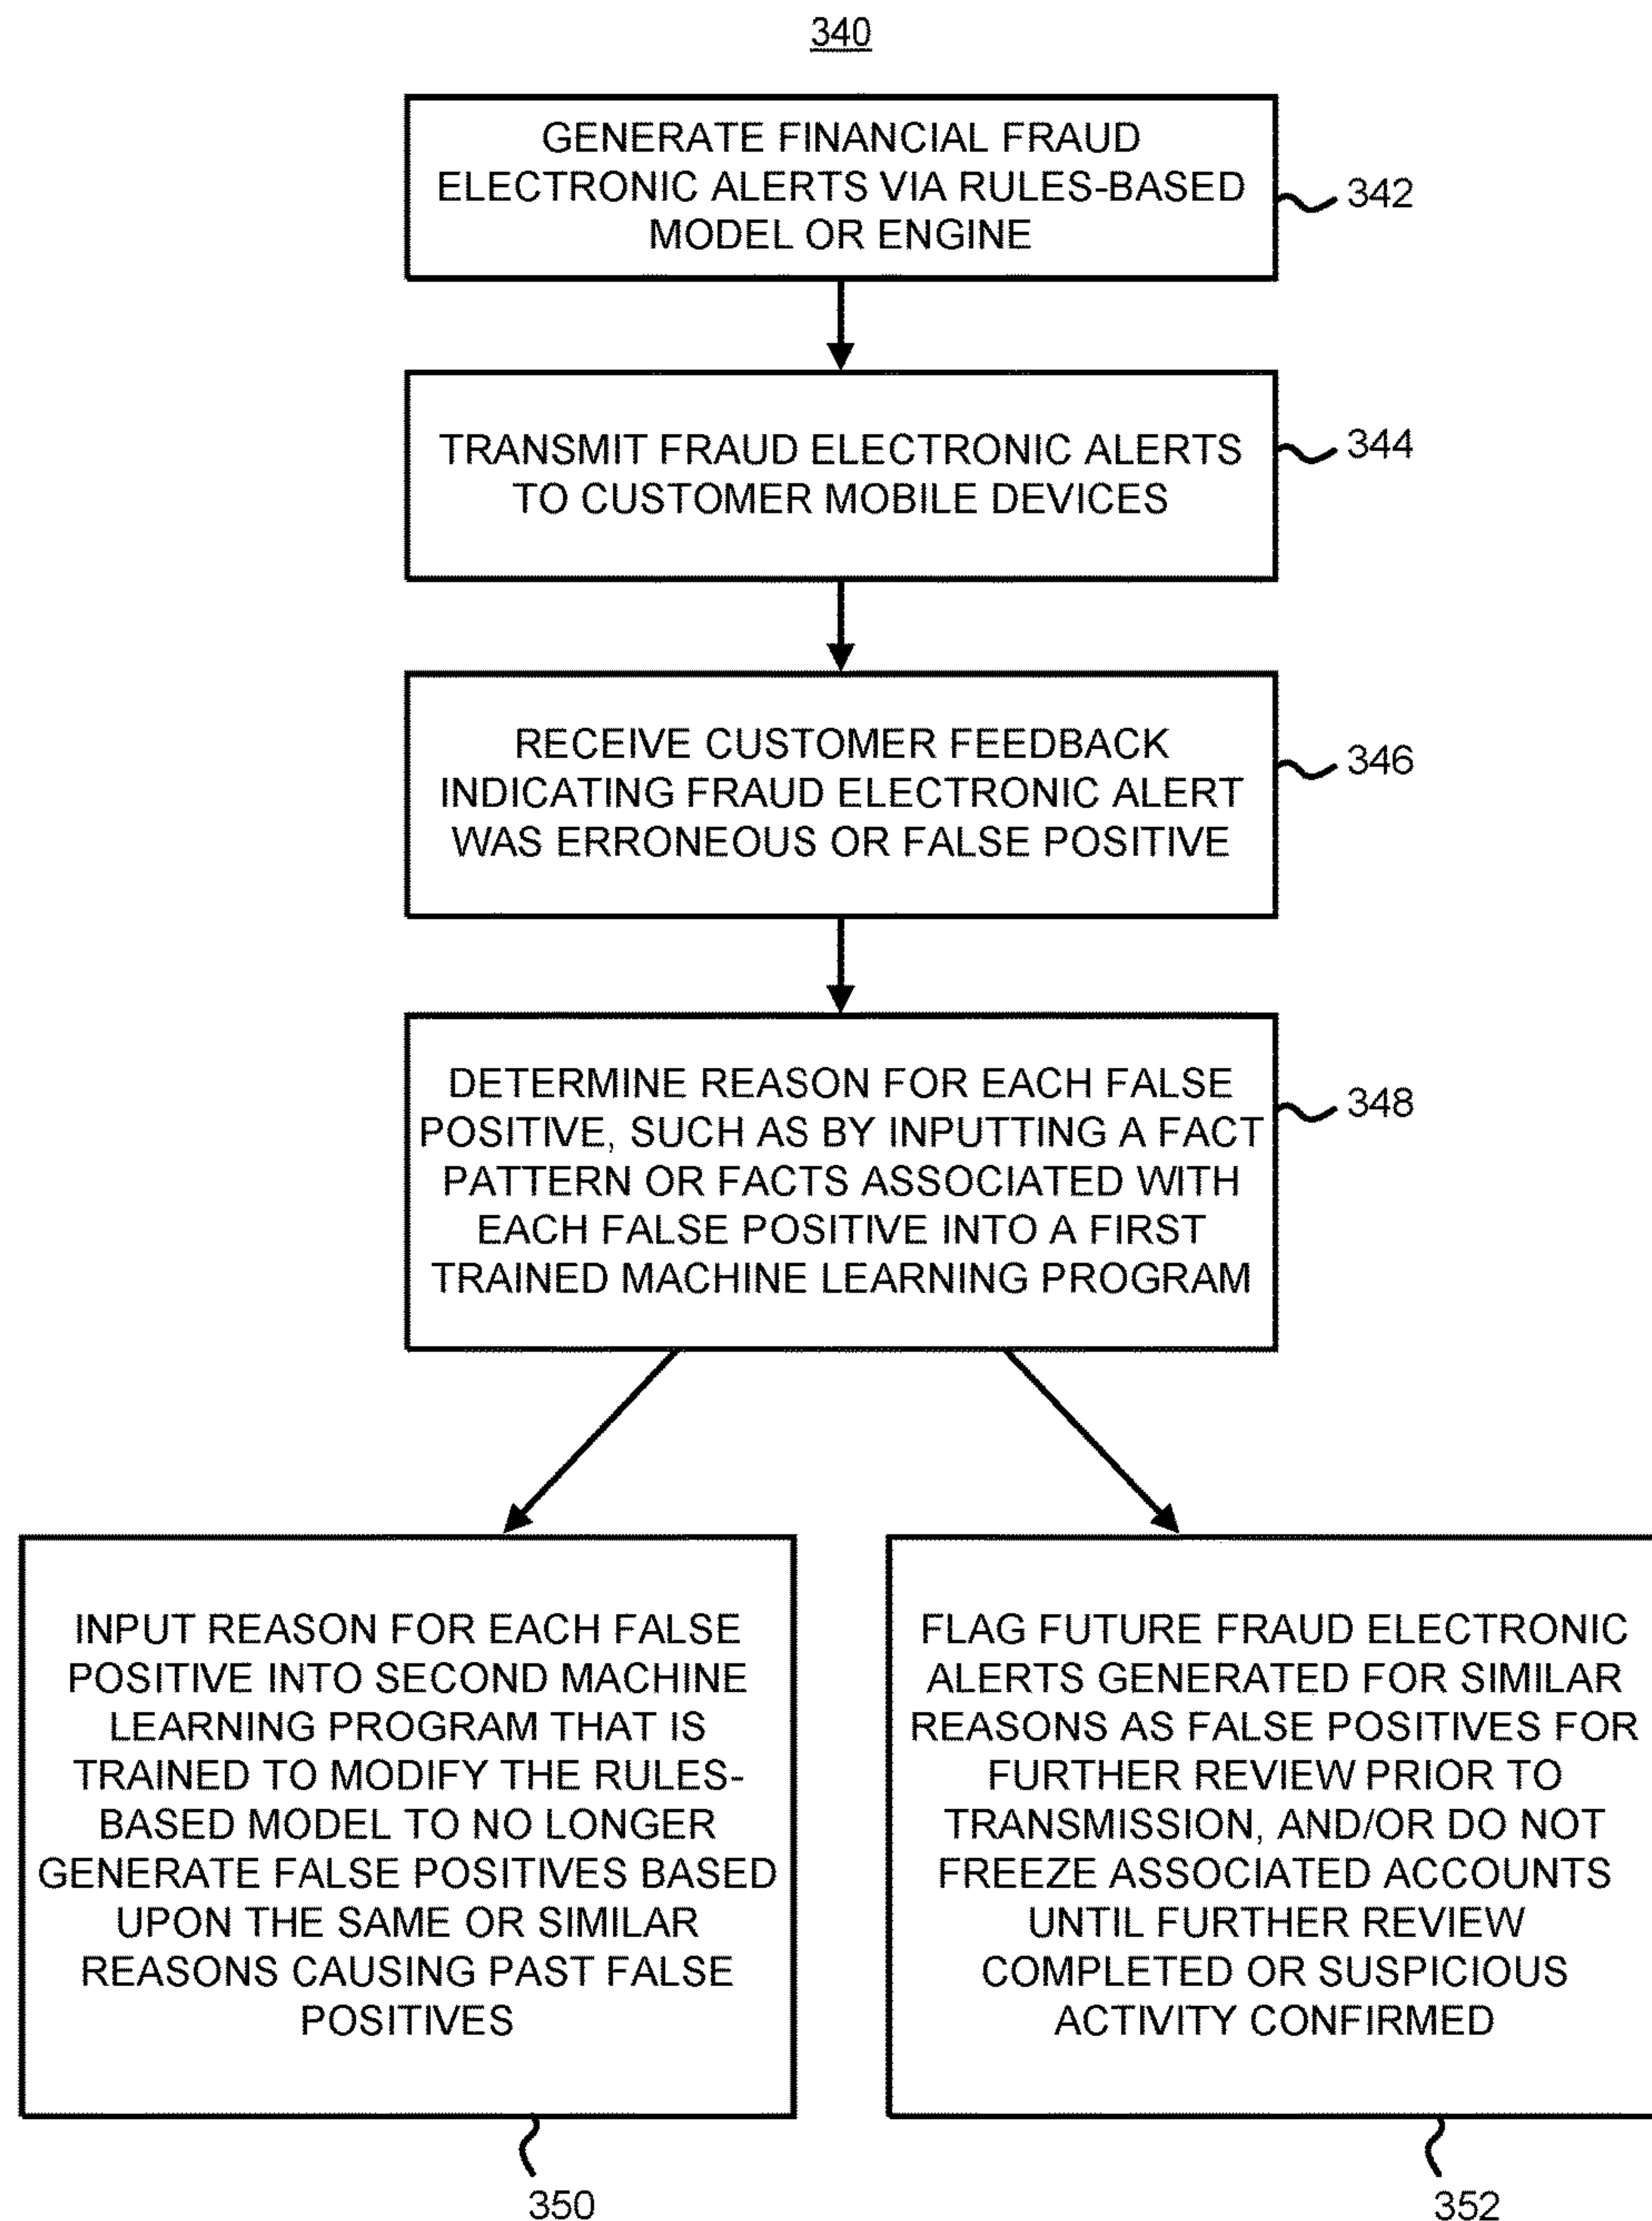 340
GENERATE FINANCIAL FRAUD
ELECTRONIC ALERTS VIA RULES-BASED
MODEL OR ENGINE
342
TRANSMIT FRAUD ELECTRONIC ALERTS
TO CUSTOMER MOBILE DEVICES
344
RECEIVE CUSTOMER FEEDBACK
INDICATING FRAUD ELECTRONIC ALERT
WAS ERRONEOUS OR FALSE POSITIVE
346
DETERMINE REASON FOR EACH FALSE
POSITIVE, SUCH AS BY INPUTTING A FACT
PATTERN OR FACTS ASSOCIATED WITH
EACH FALSE POSITIVE INTO A FIRST
TRAINED MACHINE LEARNING PROGRAM
348
INPUT REASON FOR EACH FALSE
POSITIVE INTO SECOND MACHINE
LEARNING PROGRAM THAT IS
TRAINED TO MODIFY THE RULES-
BASED MODEL TO NO LONGER
GENERATE FALSE POSITIVES BASED
UPON THE SAME OR SIMILAR
REASONS CAUSING PAST FALSE
POSITIVES
350
FLAG FUTURE FRAUD ELECTRONIC
ALERTS GENERATED FOR SIMILAR
REASONS AS FALSE POSITIVES FOR
FURTHER REVIEW PRIOR TO
TRANSMISSION, AND/OR DO NOT
FREEZE ASSOCIATED ACCOUNTS
UNTIL FURTHER REVIEW
COMPLETED OR SUSPICIOUS
ACTIVITY CONFIRMED
352